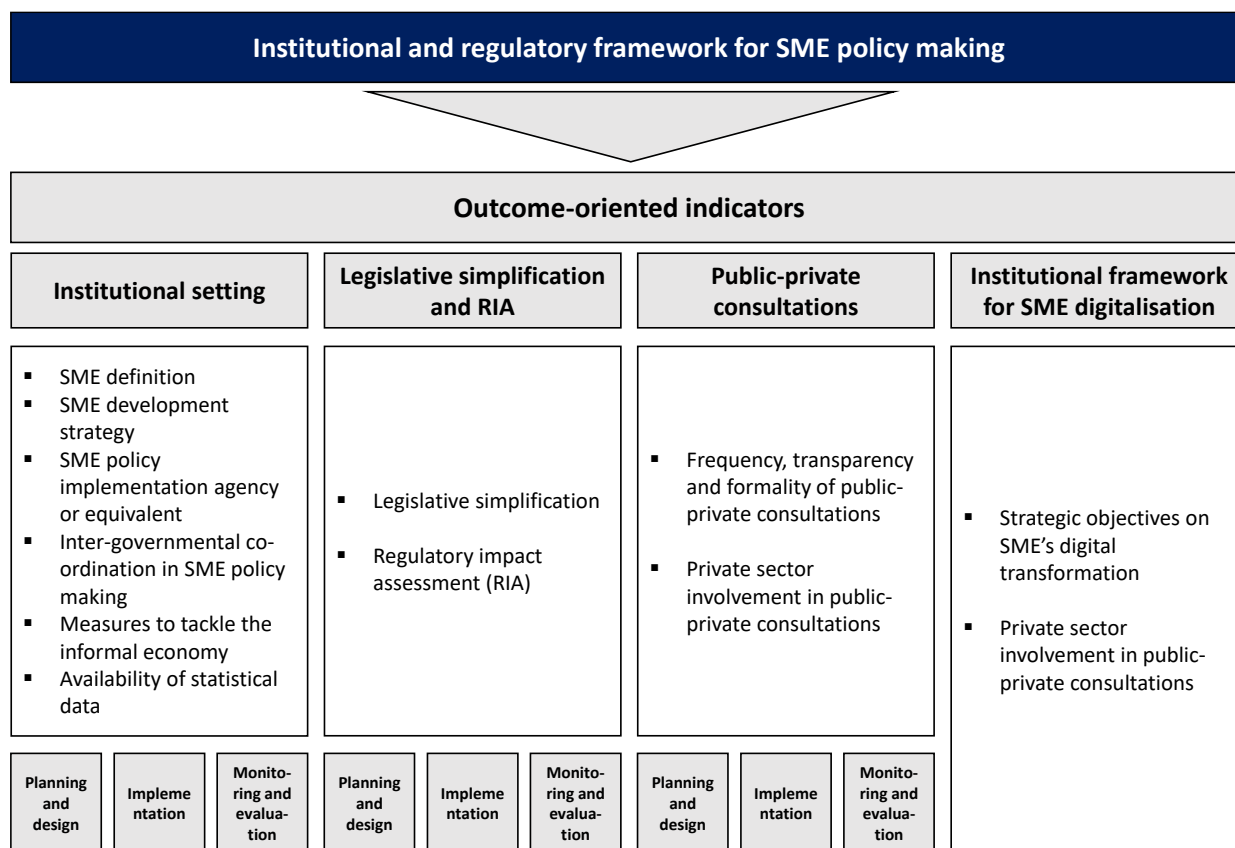 Institutional and regulatory framework for SME policy making
Outcome-oriented indicators
Institutional setting
Legislative simplification
and RIA
Public-private
consultations
Institutional framework
for SME digitalisation
▪ SME definition
▪ SME development
strategy
▪ SME policy
implementation agency
or equivalent
▪ Inter-governmental co-
ordination in SME policy
making
▪ Measures to tackle the
informal economy
▪ Availability of statistical
data
▪ Legislative simplification
▪ Regulatory impact
assessment (RIA)
▪ Frequency, transparency
and formality of public-
private consultations
▪ Private sector
involvement in public-
private consultations
▪ Strategic objectives on
SME’s digital
transformation
▪ Private sector
involvement in public-
private consultations
Planning
and
design
Impleme
ntation
Monito-
ring and
evalua-
tion
Planning
and
design
Impleme
ntation
Monito-
ring and
evalua-
tion
Planning
and
design
Impleme
ntation
Monito-
ring and
evaluat-
tion